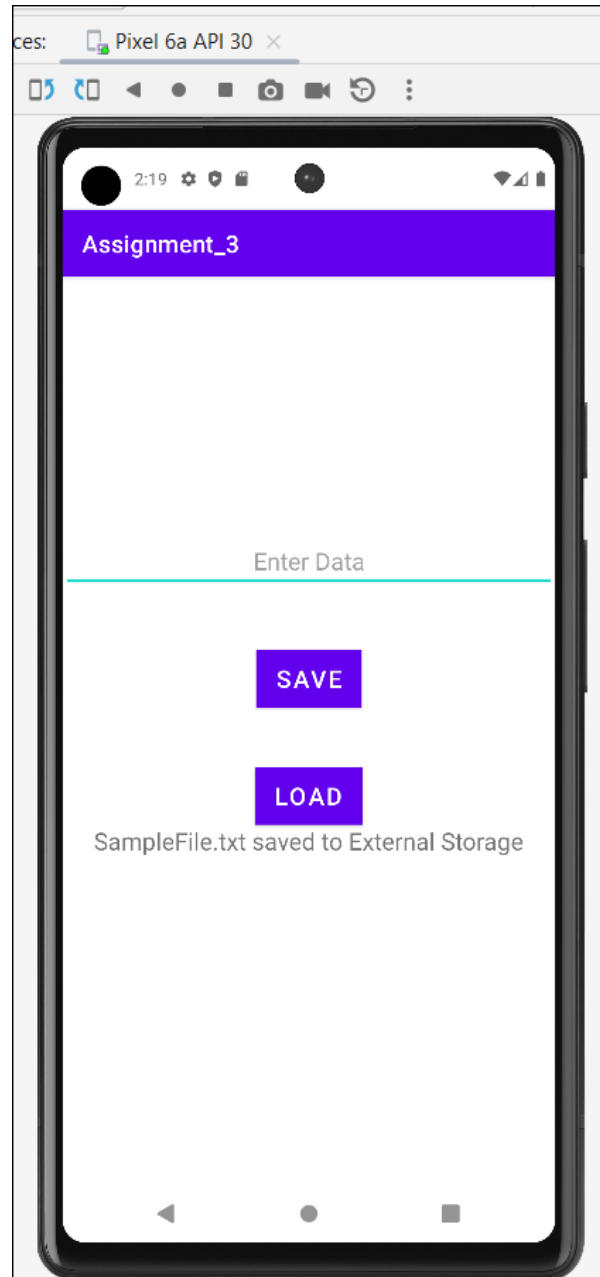 ces: Pixel 6a API 30
2:19
Assignment_3
Enter Data
SAVE
LOAD
SampleFile.txt saved to External Storage